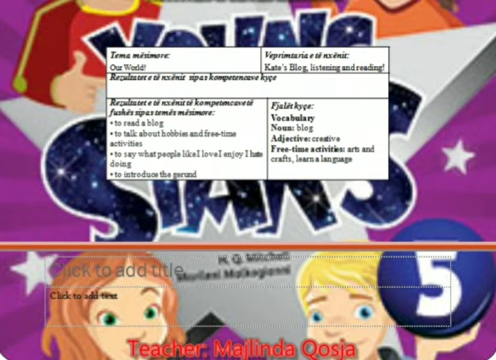 YOUNG
STARS
Tema mësimore:
Our World!
Veprimtaria e të nxënit:
Kate's Blog, listening and reading!
Rezultatet e të nxënit sipas kompetencave kyçe
Rezultatet e të nxënit të kompetencave të
fushës sipas temës mësimore:
• to read a blog
• to talk about hobbies and free-time
activities
• to say what people like I love I enjoy I hate
doing
• to introduce the gerund
Fjalët kyçe:
Vocabulary
Noun: blog
Adjective: creative
Free-time activities: arts and
crafts, learn a language
H. Q. Mitchell
Marileni Malkogianni
Click to add title
Click to add text
5
Teacher: Majlinda Qosja